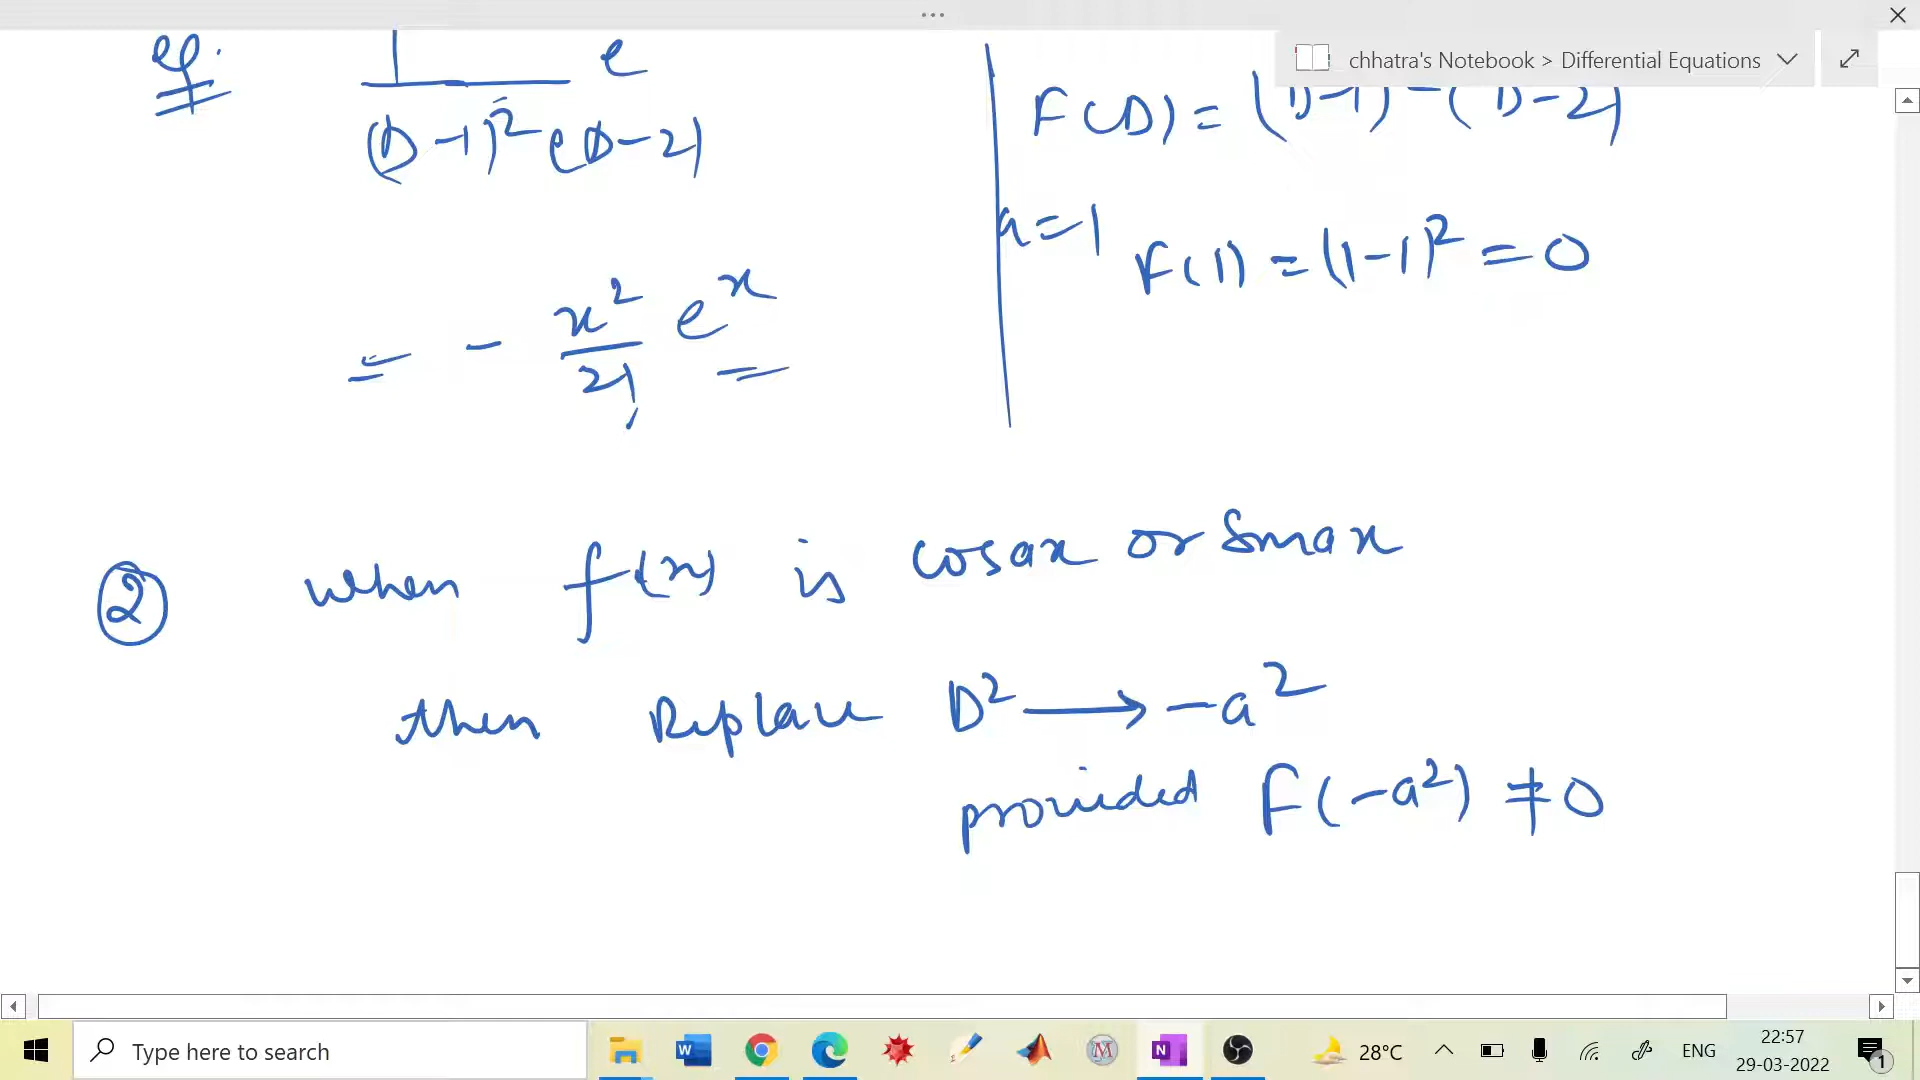 chhatra's Notebook > Differential Equations
eg. 1 e
(D-1)² (D-2)
F(D) = (D-1)² (D-2)
a=1 F(1) = (1-1)² = 0
= - x²/2! eˣ
② when f(x) is cosax or Sinax
then Replace D² → -a²
provided F(-a²) ≠ 0
Type here to search
28°C
ENG
22:57
29-03-2022
1